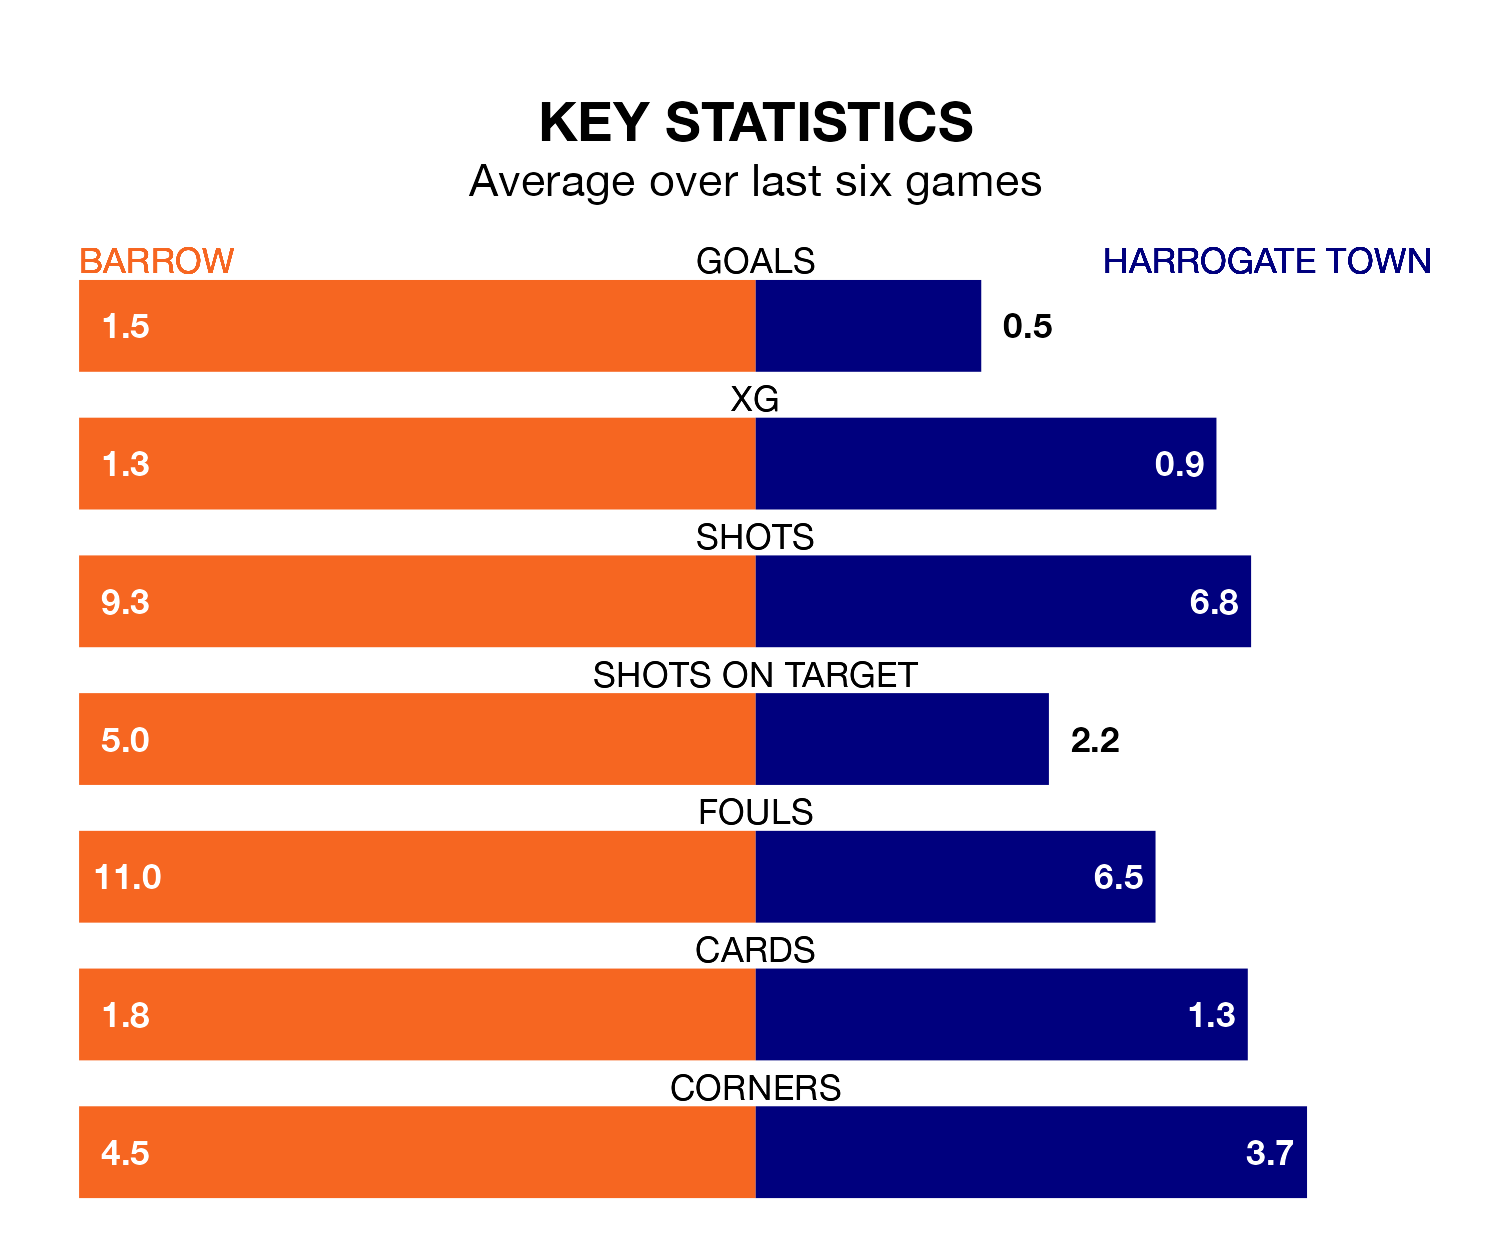 KEY STATISTICS
Average over last six games
BARROW GOALS HARROGATE TOWN
1.5 0.5
XG
1.3 0.9
SHOTS
9.3 6.8
SHOTS ON TARGET
5.0 2.2
FOULS
11.0 6.5
CARDS
1.8 1.3
CORNERS
4.5 3.7